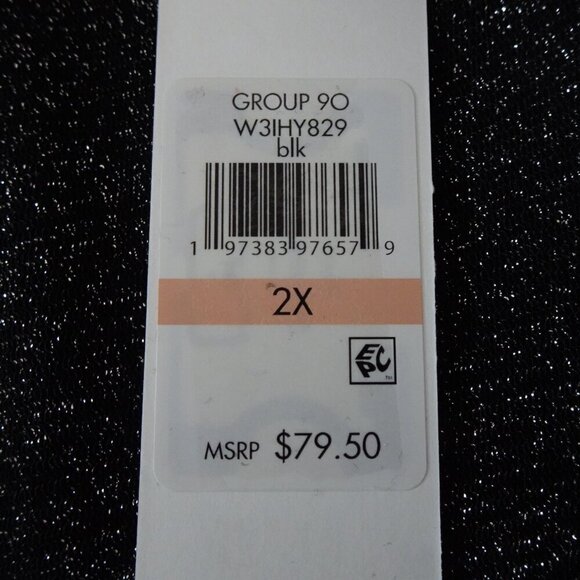 GROUP 90
W3IHY829
blk
1 97383 97657 9
2X
EPC
MSRP $79.50